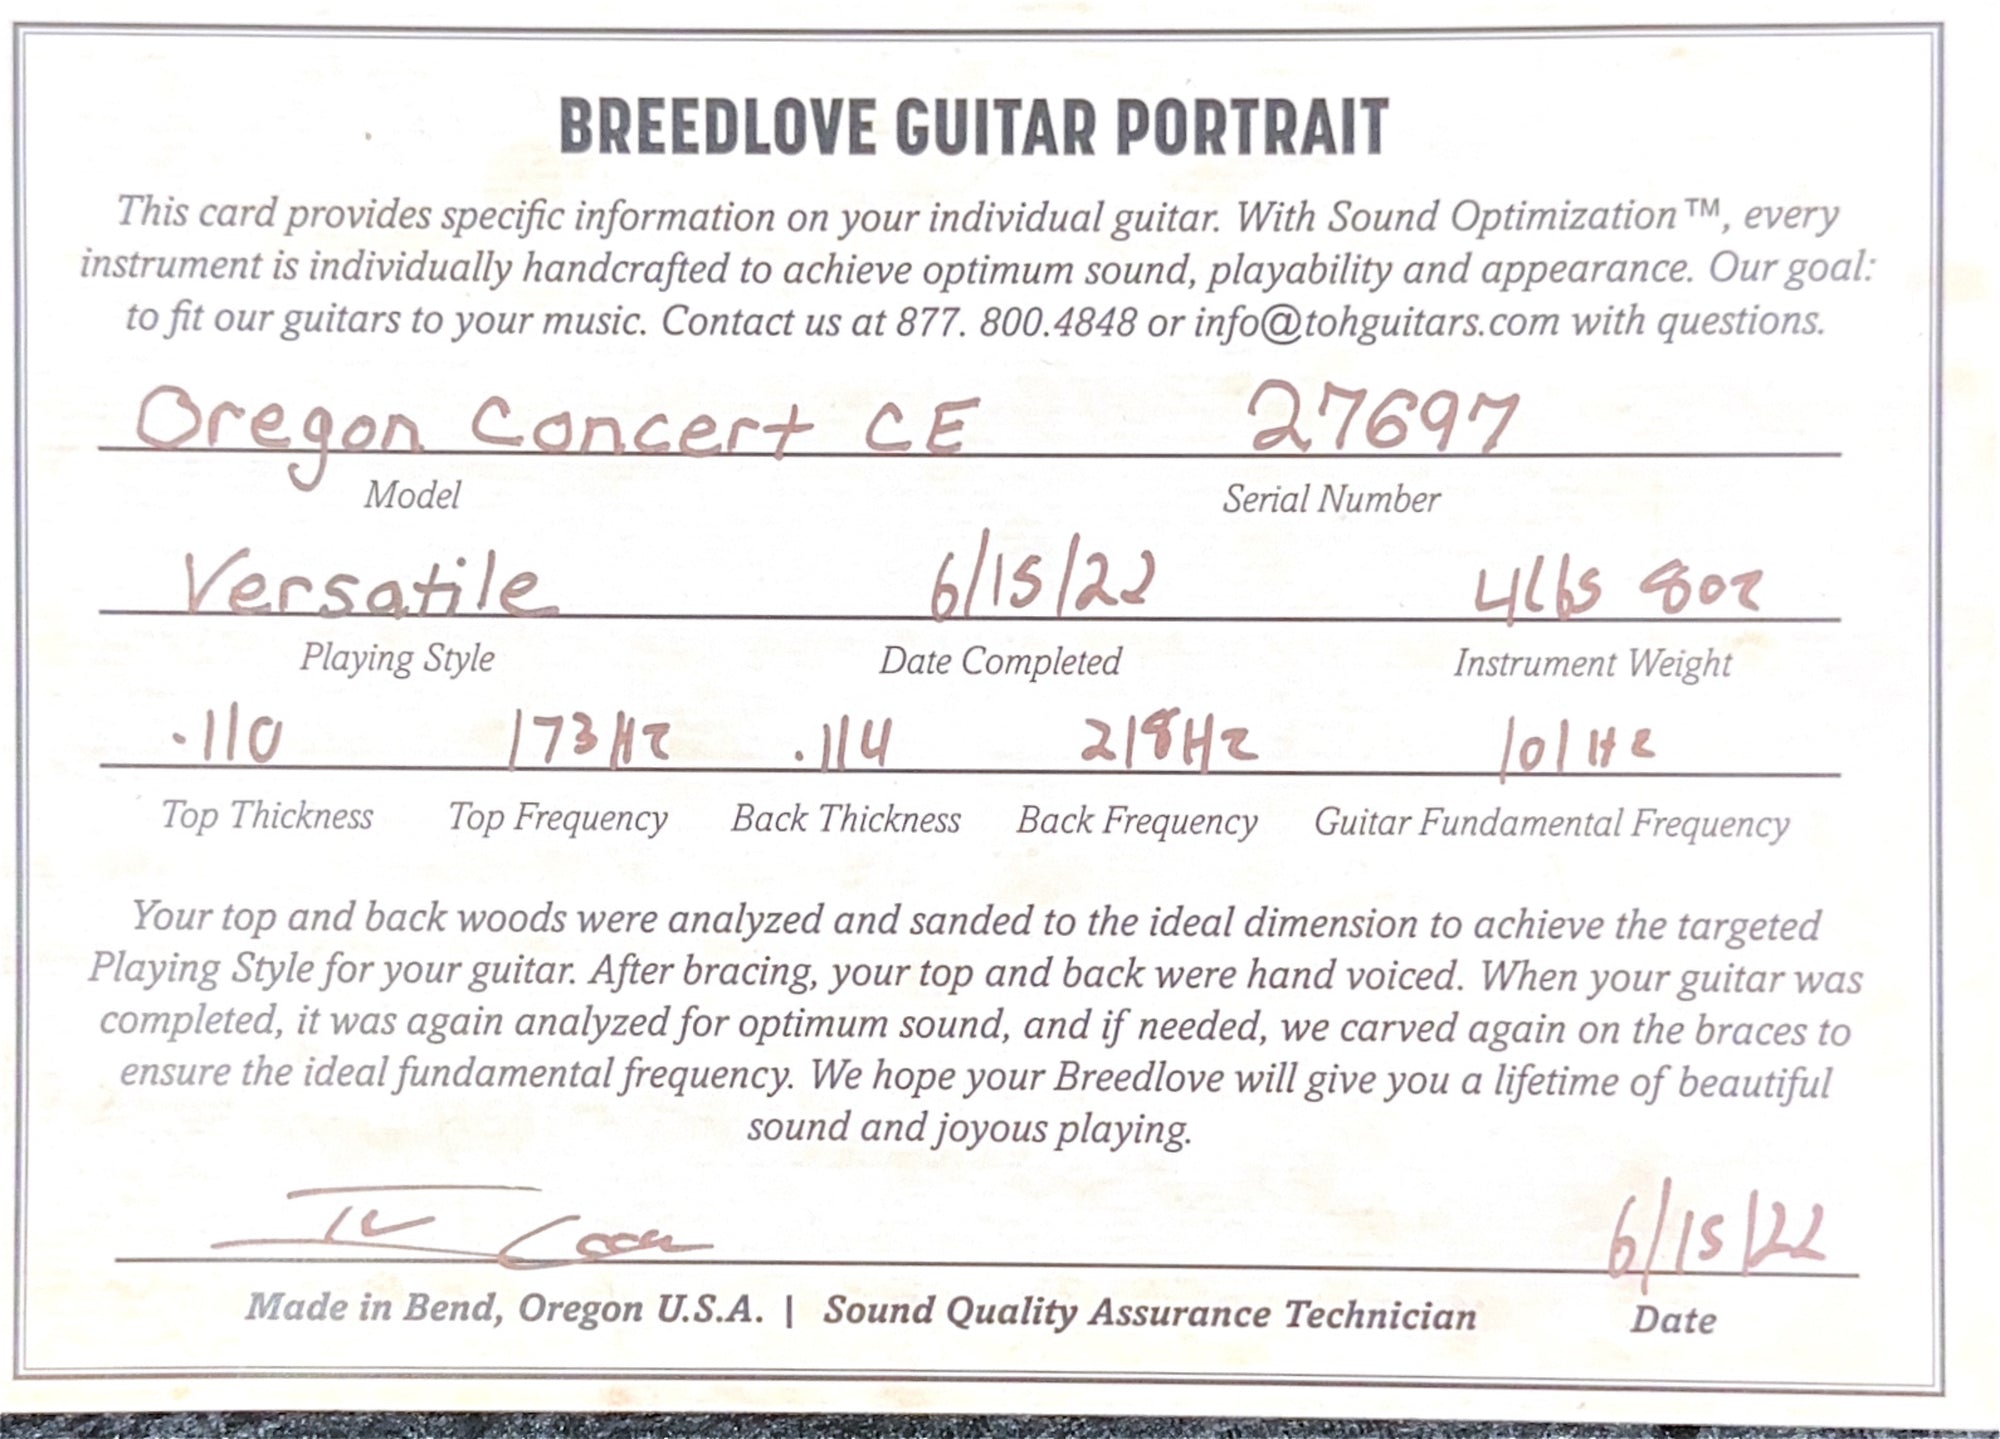 BREEDLOVE GUITAR PORTRAIT
This card provides specific information on your individual guitar. With Sound Optimization™, every
instrument is individually handcrafted to achieve optimum sound, playability and appearance. Our goal:
to fit our guitars to your music. Contact us at 877. 800.4848 or info@tohguitars.com with questions.
Oregon Concert CE 27697
Model Serial Number
Versatile 6/15/22 4lbs 8oz
Playing Style Date Completed Instrument Weight
.110 173Hz .114 218Hz 101Hz
Top Thickness Top Frequency Back Thickness Back Frequency Guitar Fundamental Frequency
Your top and back woods were analyzed and sanded to the ideal dimension to achieve the targeted
Playing Style for your guitar. After bracing, your top and back were hand voiced. When your guitar was
completed, it was again analyzed for optimum sound, and if needed, we carved again on the braces to
ensure the ideal fundamental frequency. We hope your Breedlove will give you a lifetime of beautiful
sound and joyous playing.
6/15/22
Made in Bend, Oregon U.S.A. | Sound Quality Assurance Technician Date